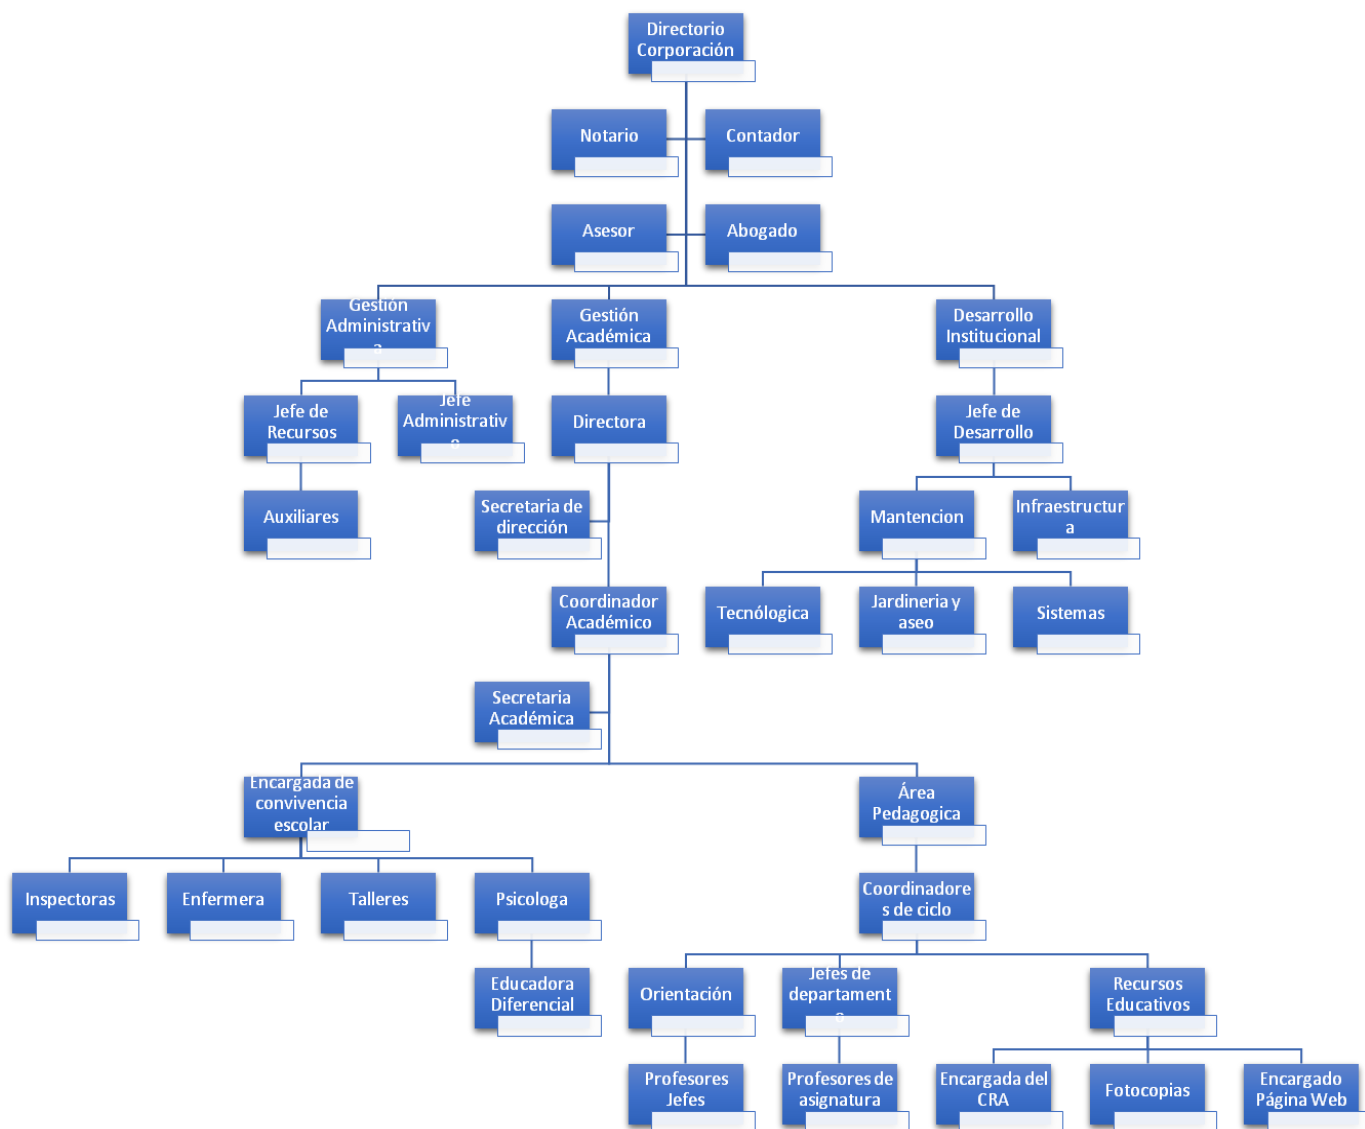 Directorio
Corporación
Notario
Contador
Asesor
Abogado
Gestión
Administrativ
a
Gestión
Académica
Desarrollo
Institucional
Jefe de
Recursos
Jefe
Administrativ
o
Directora
Jefe de
Desarrollo
Auxiliares
Secretaria de
dirección
Mantencion
Infraestructur
a
Coordinador
Académico
Tecnólogica
Jardineria y
aseo
Sistemas
Secretaria
Académica
Encargada de
convivencia
escolar
Área
Pedagogica
Inspectoras
Enfermera
Talleres
Psicologa
Coordinadore
s de ciclo
Educadora
Diferencial
Orientación
Jefes de
departament
o
Recursos
Educativos
Profesores
Jefes
Profesores de
asignatura
Encargada del
CRA
Fotocopias
Encargado
Página Web